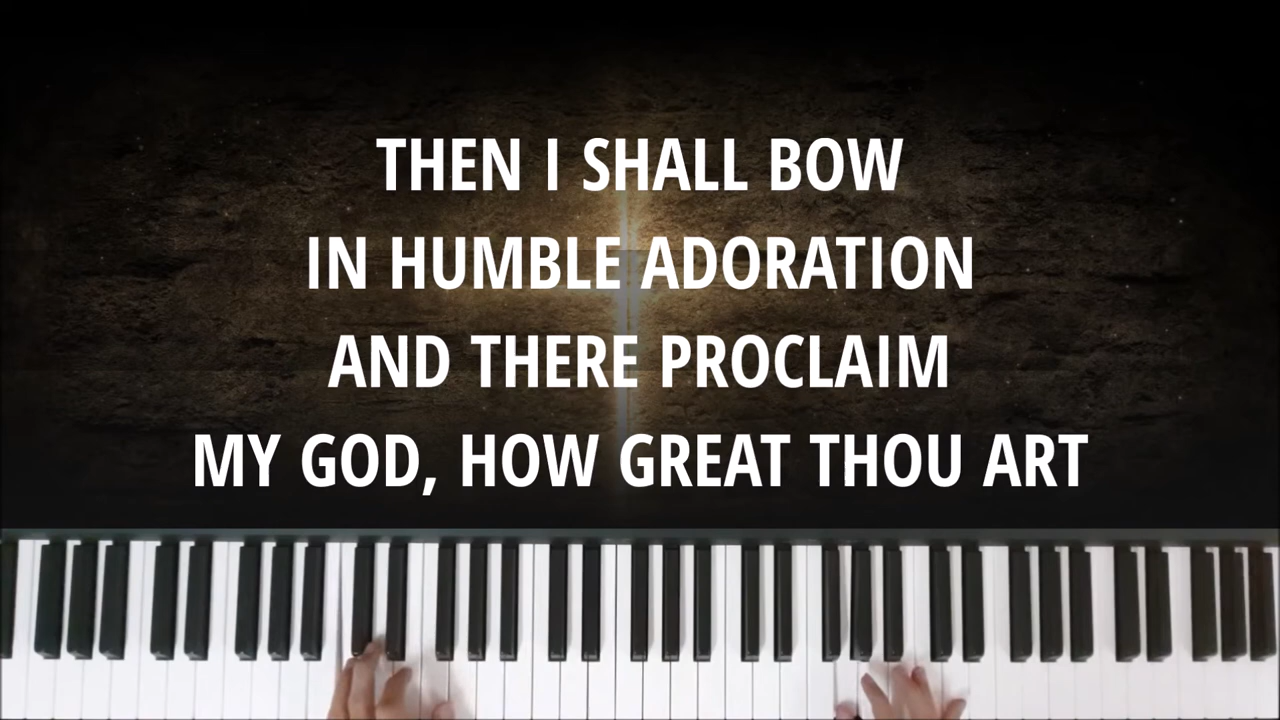 THEN I SHALL BOW
IN HUMBLE ADORATION
AND THERE PROCLAIM
MY GOD, HOW GREAT THOU ART